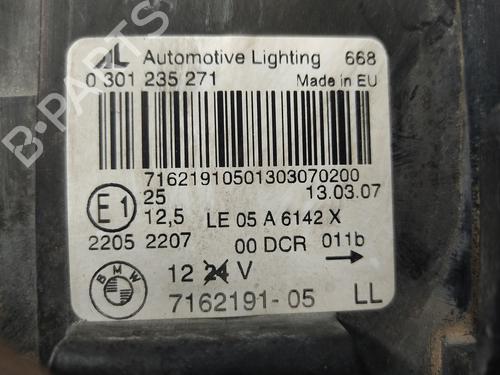 AL Automotive Lighting 668
0 301 235 271 Made in EU
71621910501303070200
25 13.03.07
E1 12,5 LE 05 A 6142 X
2205 2207 00 DCR 011b
BMW 12 24 V
7162191-05 LL
B-PARTS